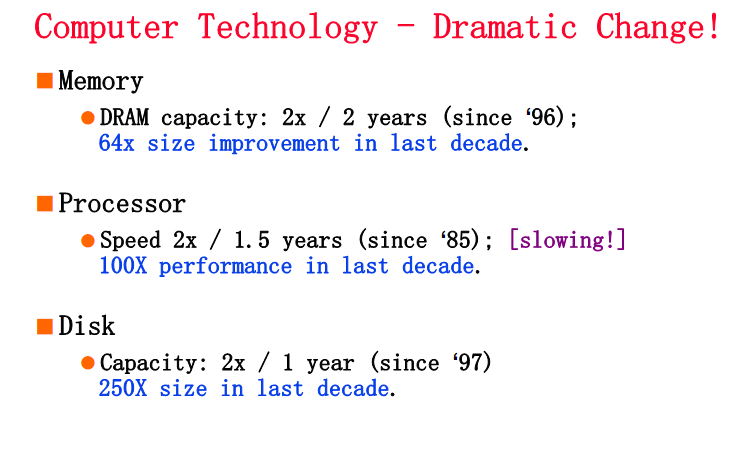 Computer Technology - Dramatic Change!
Memory
DRAM capacity: 2x / 2 years (since ‘96);
64x size improvement in last decade.
Processor
Speed 2x / 1.5 years (since ‘85); [slowing!]
100X performance in last decade.
Disk
Capacity: 2x / 1 year (since ‘97)
250X size in last decade.